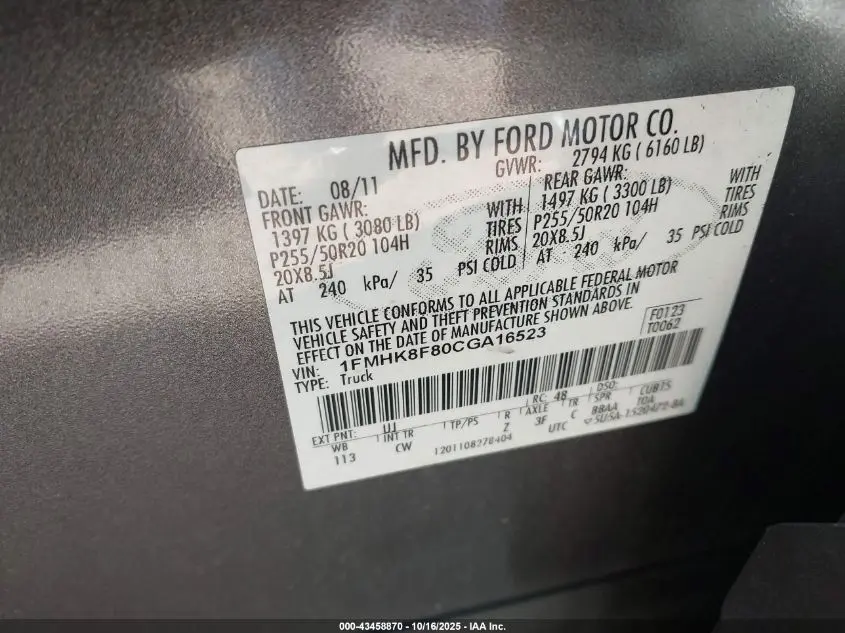 MFD. BY FORD MOTOR CO.
DATE: 08/11
GVWR: 2794 KG ( 6160 LB)
FRONT GAWR:
1397 KG ( 3080 LB) WITH
P255/50R20 104H TIRES
20X8.5J RIMS
AT 240 kPa/ 35 PSI COLD
REAR GAWR: WITH
1497 KG ( 3300 LB) TIRES
P255/50R20 104H RIMS
20X8.5J
AT 240 kPa/ 35 PSI COLD
THIS VEHICLE CONFORMS TO ALL APPLICABLE FEDERAL MOTOR
VEHICLE SAFETY AND THEFT PREVENTION STANDARDS IN
EFFECT ON THE DATE OF MANUFACTURE SHOWN ABOVE.
VIN: 1FMHK8F80CGA16523
TYPE: Truck
F0123
T0062
EXT PNT: UJ RC: 48 DSO:
WB INT TR TP/PS R AXLE TR SPR CUBTS
113 CW Z 3F C BBAA TOA
1201108278404 UTC 5U5A-1520472-BA
000-43458870 - 10/16/2025 - IAA Inc.